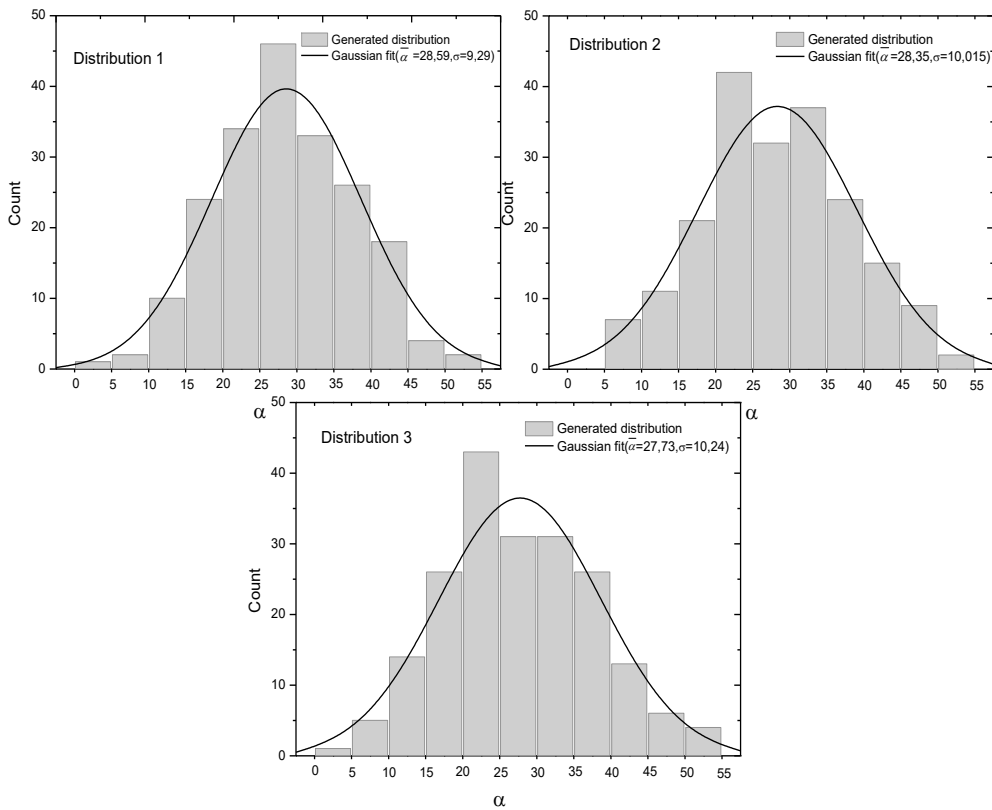 Distribution 1
Generated distribution
Gaussian fit(α̅ =28,59,σ=9,29)
Count
50
40
30
20
10
0
0 5 10 15 20 25 30 35 40 45 50 55
α
Distribution 2
Generated distribution
Gaussian fit(α̅=28,35,σ=10,015)
Count
50
40
30
20
10
0
0 5 10 15 20 25 30 35 40 45 50 55
α
Distribution 3
Generated distribution
Gaussian fit(α̅=27,73,σ=10,24)
Count
50
40
30
20
10
0
0 5 10 15 20 25 30 35 40 45 50 55
α